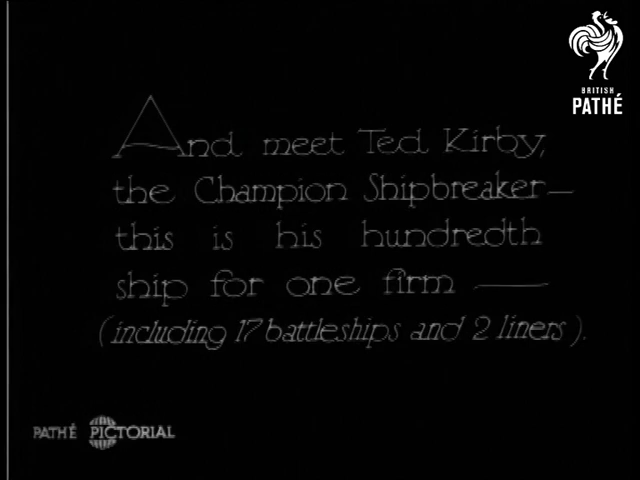 BRITISH
PATHÉ
And meet Ted Kirby,
the Champion Shipbreaker—
this is his hundredth
ship for one firm —
(including 17 battleships and 2 liners).
PATHÉ PICTORIAL